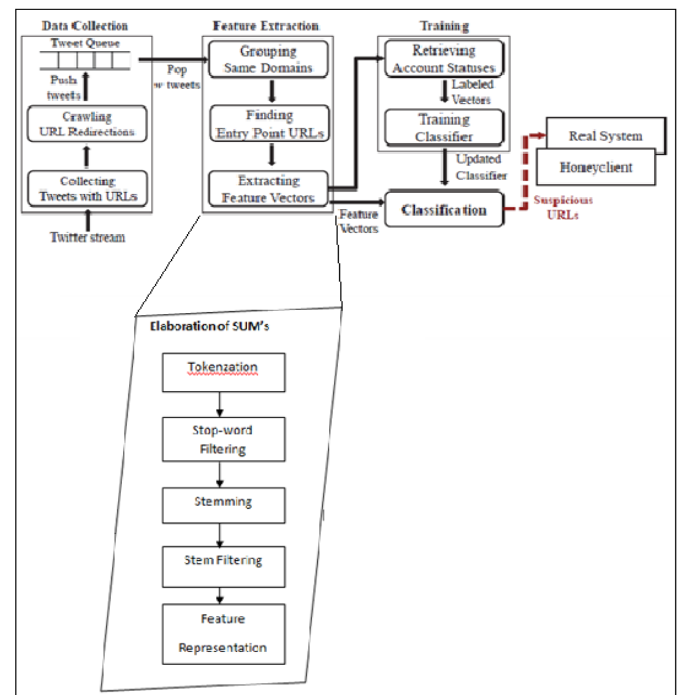 Data Collection
Tweet Queue
Push
tweets
Crawling
URL Redirections
Collecting
Tweets with URLs
Twitter stream
Pop
w tweets
Feature Extraction
Grouping
Same Domains
Finding
Entry Point URLs
Extracting
Feature Vectors
Feature
Vectors
Training
Retrieving
Account Statuses
Labeled
Vectors
Training
Classifier
Updated
Classifier
Classification
Suspicious
URLs
Real System
Honeyclient
Elaboration of SUM's
Tokenzation
Stop-word
Filtering
Stemming
Stem Filtering
Feature
Representation